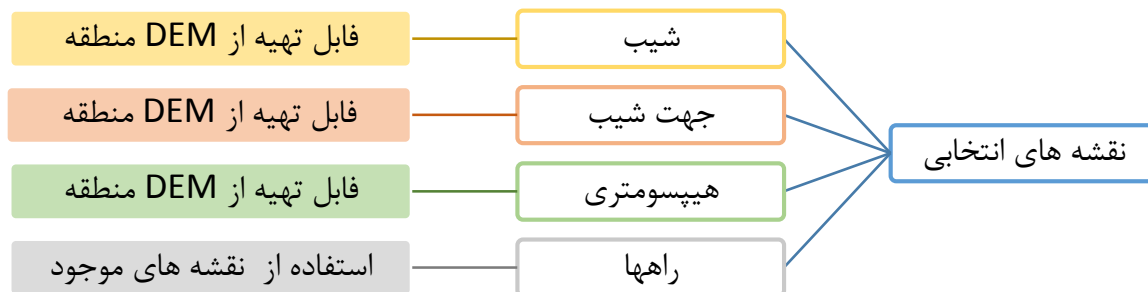 نقشه های انتخابی
شیب
فابل تهیه از DEM منطقه
جهت شیب
فابل تهیه از DEM منطقه
هیپسومتری
فابل تهیه از DEM منطقه
راهها
استفاده از نقشه های موجود